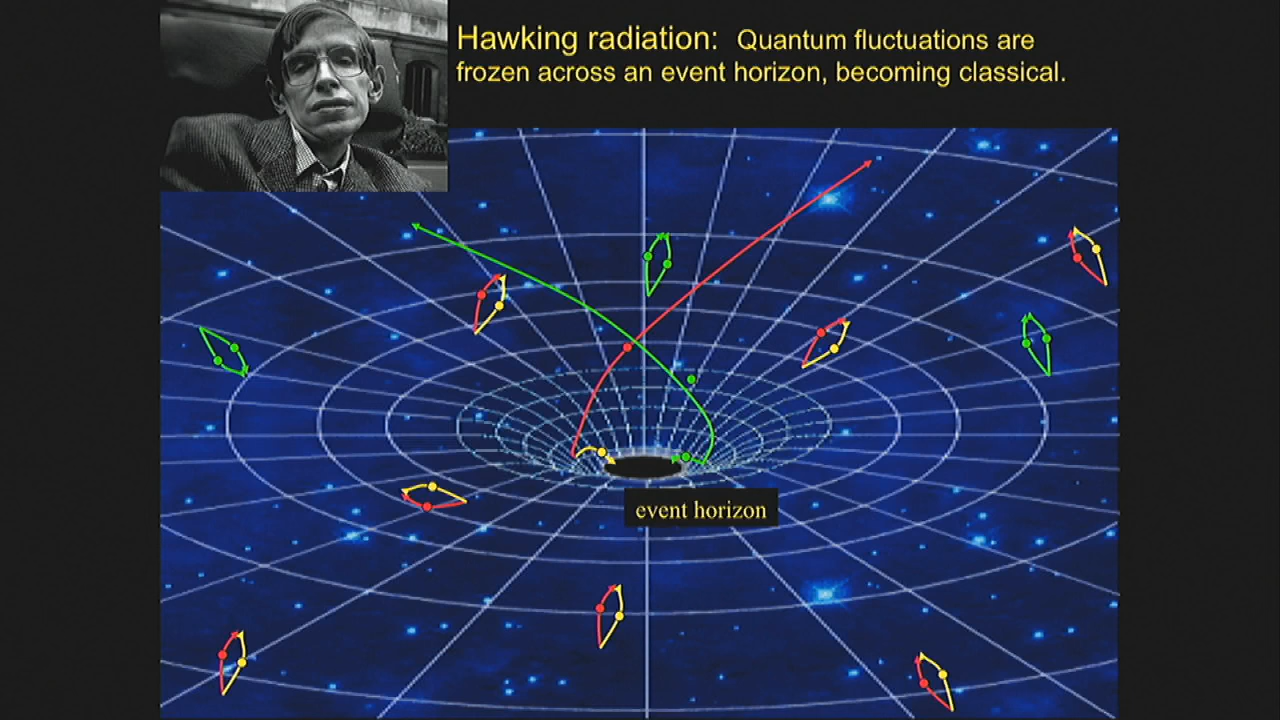 Hawking radiation: Quantum fluctuations are
frozen across an event horizon, becoming classical.
event horizon